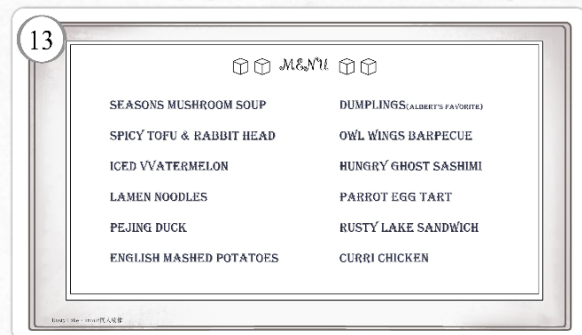 13
MENU
SEASONS MUSHROOM SOUP
SPICY TOFU & RABBIT HEAD
ICED VVATERMELON
LAMEN NOODLES
PEJING DUCK
ENGLISH MASHED POTATOES
DUMPLINGS(ALBERT'S FAVORITE)
OWL WINGS BARPECUE
HUNGRY GHOST SASHIMI
PARROT EGG TART
RUSTY LAKE SANDWICH
CURRI CHICKEN